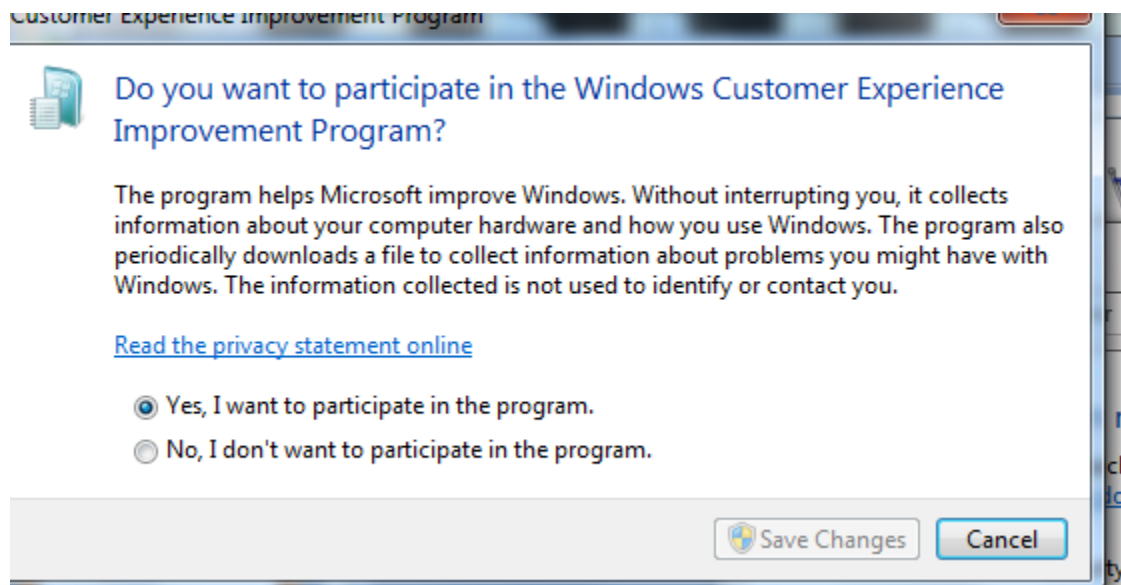 Customer Experience Improvement Program
Do you want to participate in the Windows Customer Experience
Improvement Program?
The program helps Microsoft improve Windows. Without interrupting you, it collects
information about your computer hardware and how you use Windows. The program also
periodically downloads a file to collect information about problems you might have with
Windows. The information collected is not used to identify or contact you.
Read the privacy statement online
Yes, I want to participate in the program.
No, I don't want to participate in the program.
Save Changes
Cancel